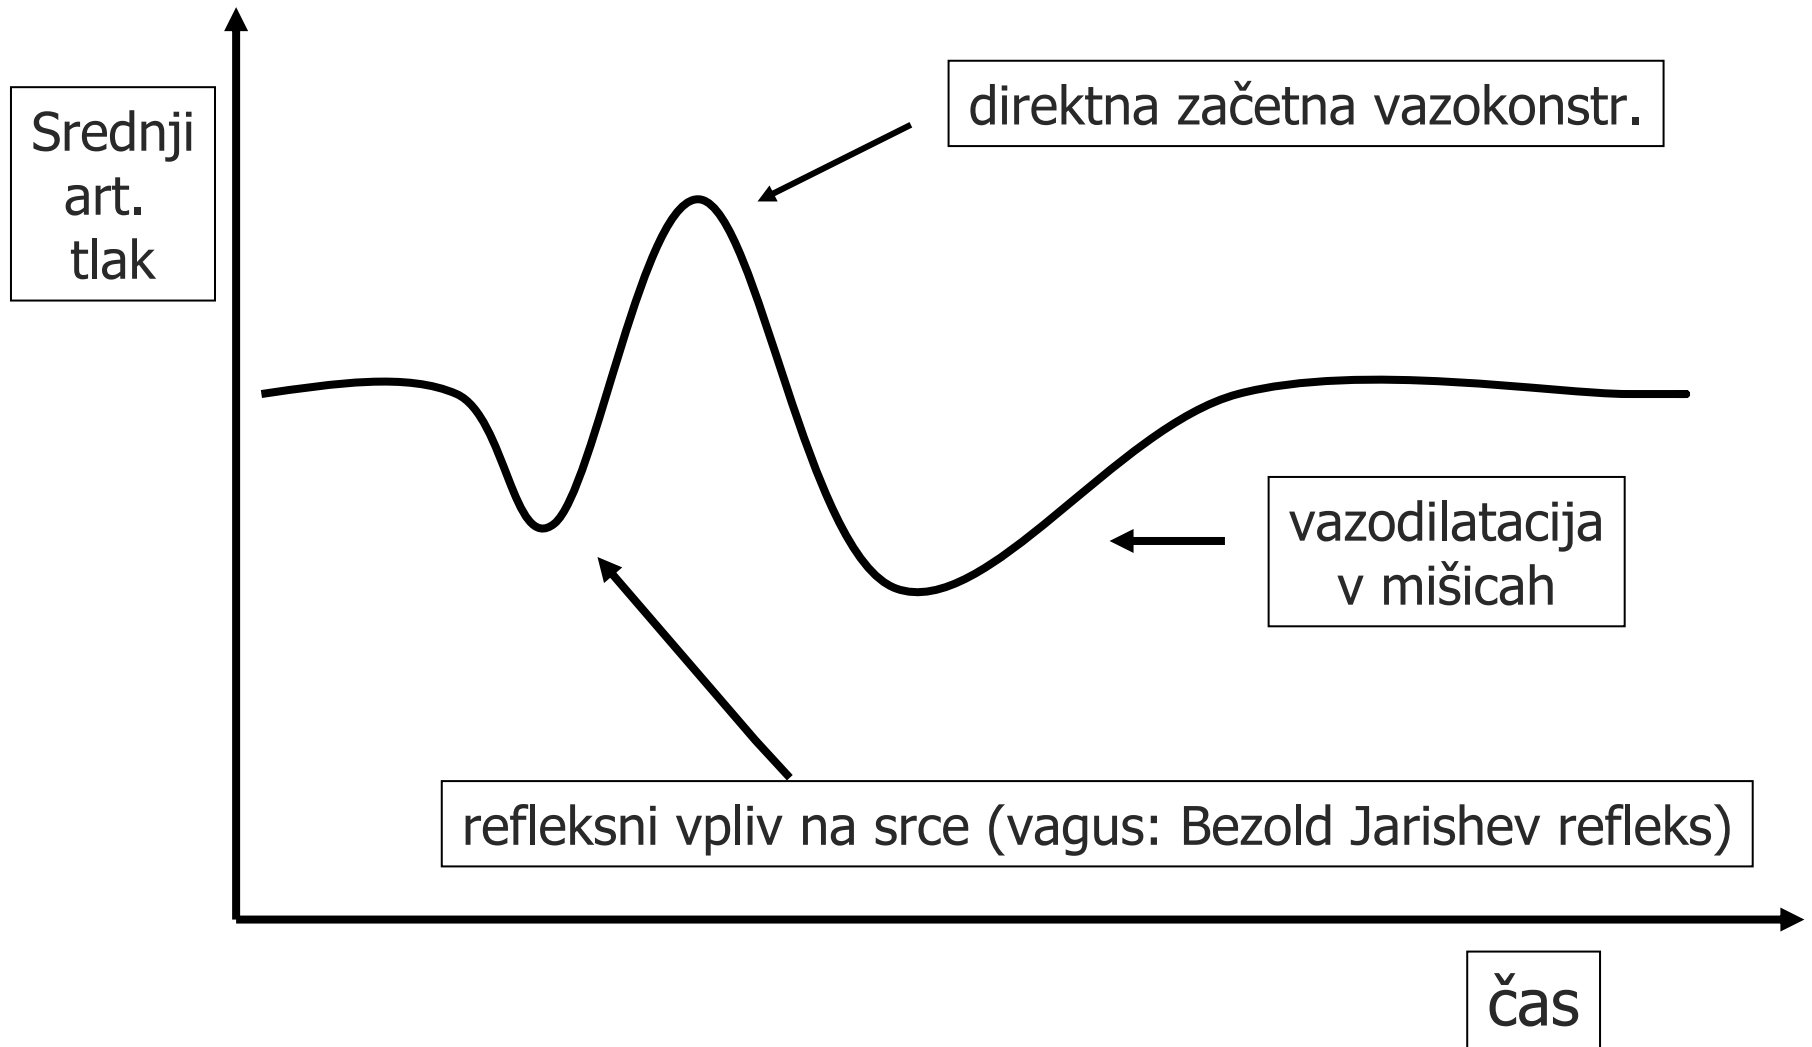 Srednji
art.
tlak
direktna začetna vazokonstr.
vazodilatacija
v mišicah
refleksni vpliv na srce (vagus: Bezold Jarishev refleks)
čas